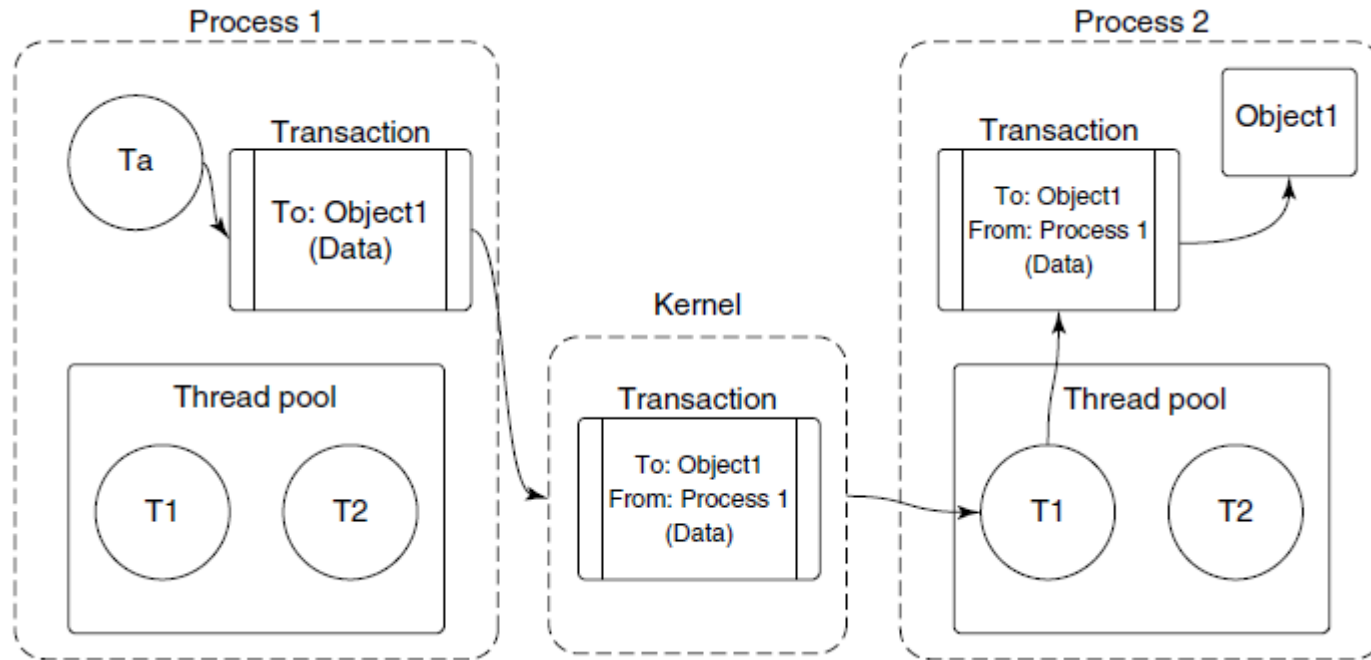 Process 1
Ta
Transaction
To: Object1
(Data)
Thread pool
T1
T2
Kernel
Transaction
To: Object1
From: Process 1
(Data)
Process 2
Transaction
To: Object1
From: Process 1
(Data)
Object1
Thread pool
T1
T2